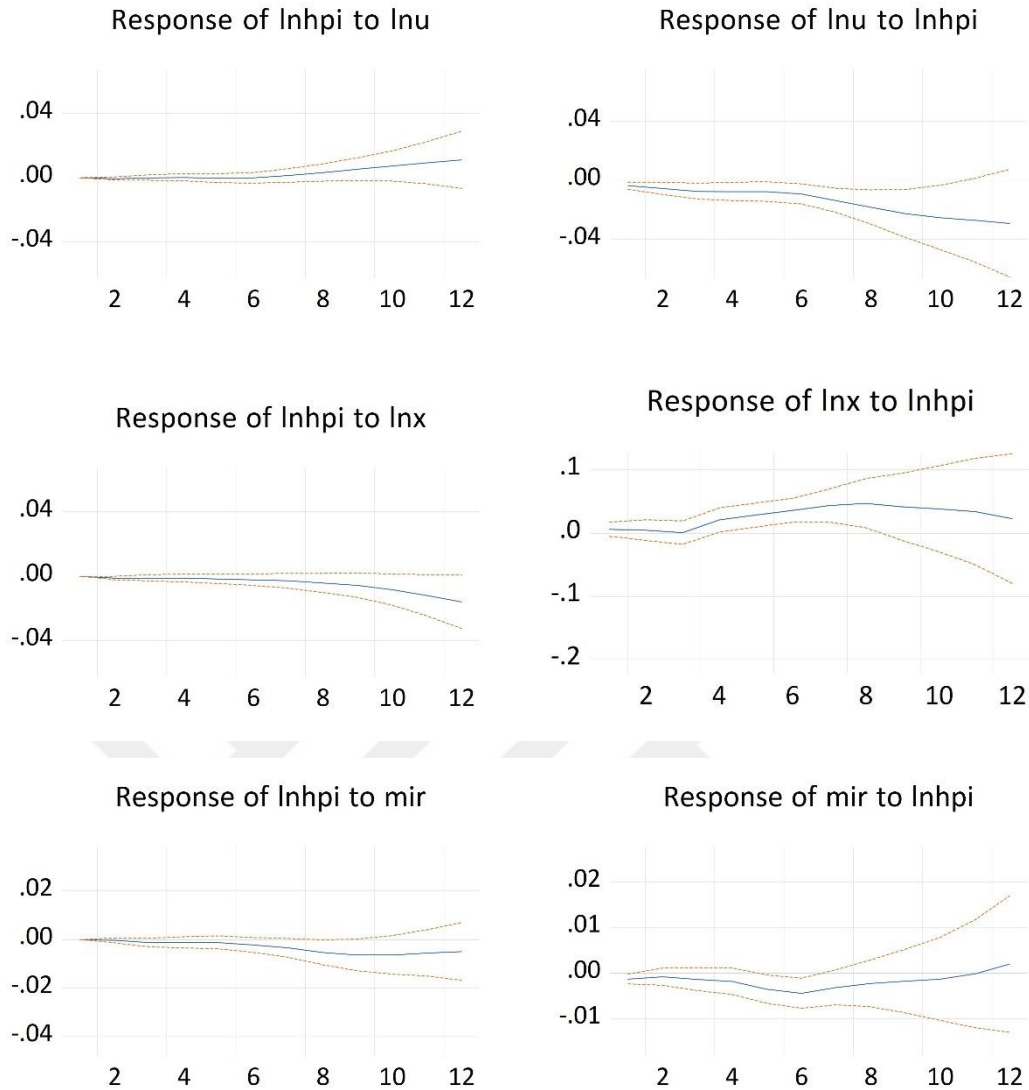 Response of lnhpi to lnu
.04
.00
-.04
2 4 6 8 10 12
Response of lnu to lnhpi
.04
.00
-.04
2 4 6 8 10 12
Response of lnhpi to lnx
.04
.00
-.04
2 4 6 8 10 12
Response of lnx to lnhpi
.1
.0
-.1
-.2
2 4 6 8 10 12
Response of lnhpi to mir
.02
.00
-.02
-.04
2 4 6 8 10 12
Response of mir to lnhpi
.02
.01
.00
-.01
2 4 6 8 10 12